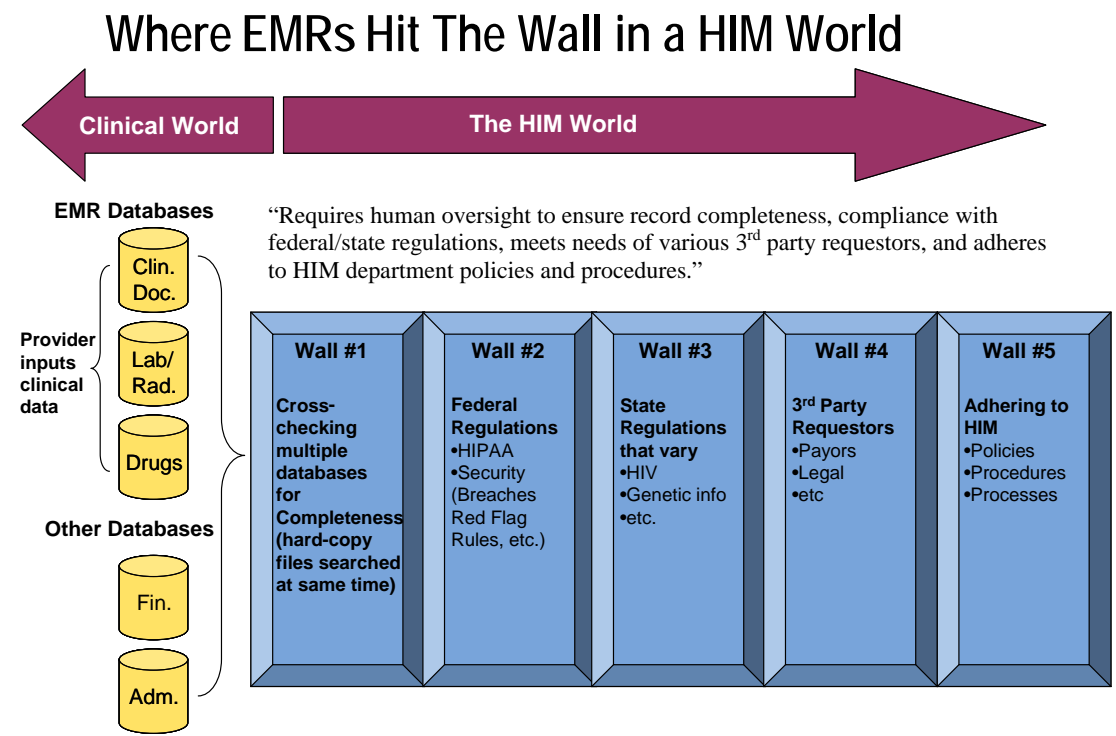 Where EMRs Hit The Wall in a HIM World
Clinical World
The HIM World
EMR Databases
“Requires human oversight to ensure record completeness, compliance with
federal/state regulations, meets needs of various 3rd party requestors, and adheres
to HIM department policies and procedures.”
Clin.
Doc.
Provider
inputs
clinical
data
Lab/
Rad.
Drugs
Other Databases
Fin.
Adm.
Wall #1
Cross-
checking
multiple
databases
for
Completeness
(hard-copy
files searched
at same time)
Wall #2
Federal
Regulations
•HIPAA
•Security
(Breaches
Red Flag
Rules, etc.)
Wall #3
State
Regulations
that vary
•HIV
•Genetic info
•etc.
Wall #4
3rd Party
Requestors
•Payors
•Legal
•etc
Wall #5
Adhering to
HIM
•Policies
•Procedures
•Processes